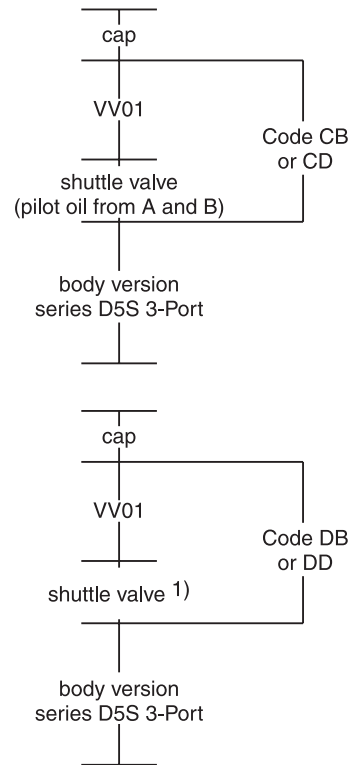 cap
VV01
Code CB
or CD
shuttle valve
(pilot oil from A and B)
body version
series D5S 3-Port
cap
VV01
Code DB
or DD
shuttle valve 1)
body version
series D5S 3-Port